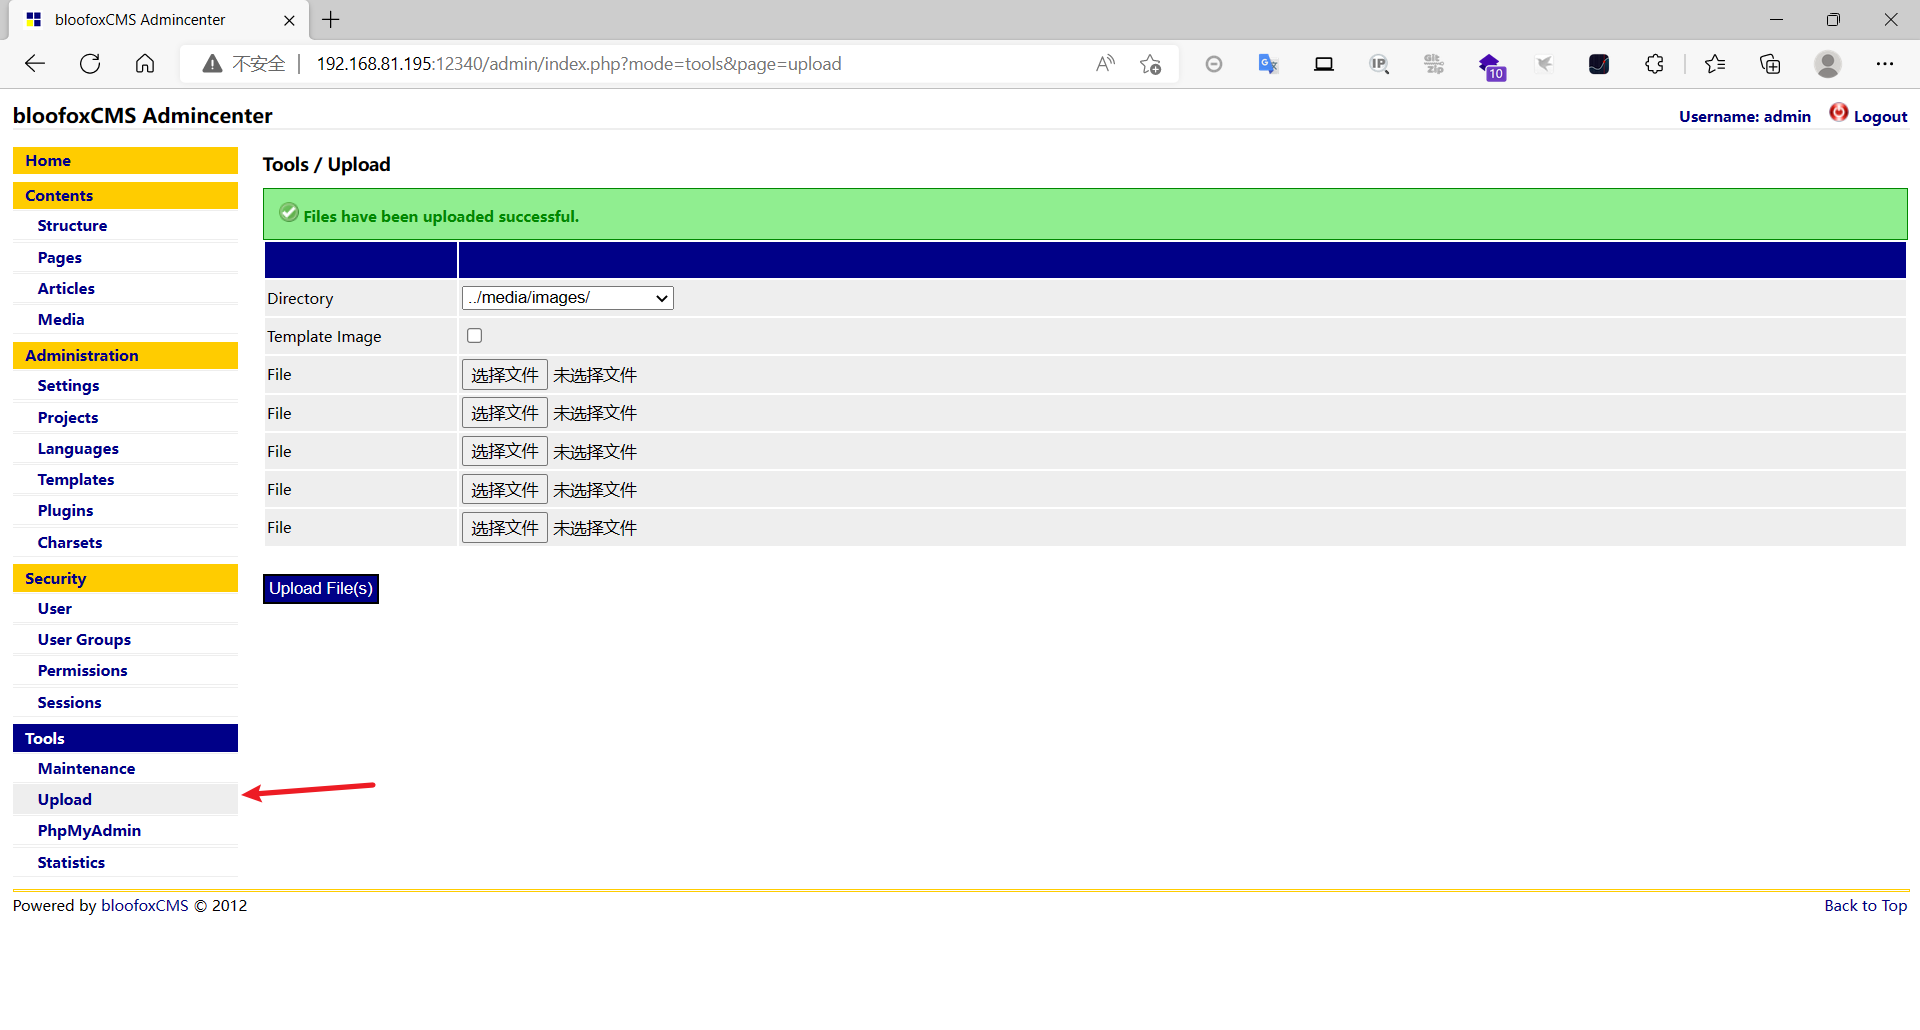 bloofoxCMS Admincenter
不安全 192.168.81.195:12340/admin/index.php?mode=tools&page=upload
10
bloofoxCMS Admincenter
Username: admin Logout
Home
Contents
Structure
Pages
Articles
Media
Administration
Settings
Projects
Languages
Templates
Plugins
Charsets
Security
User
User Groups
Permissions
Sessions
Tools
Maintenance
Upload
PhpMyAdmin
Statistics
Tools / Upload
Files have been uploaded successful.
Directory ../media/images/
Template Image
File 选择文件 未选择文件
File 选择文件 未选择文件
File 选择文件 未选择文件
File 选择文件 未选择文件
File 选择文件 未选择文件
Upload File(s)
Powered by bloofoxCMS © 2012
Back to Top